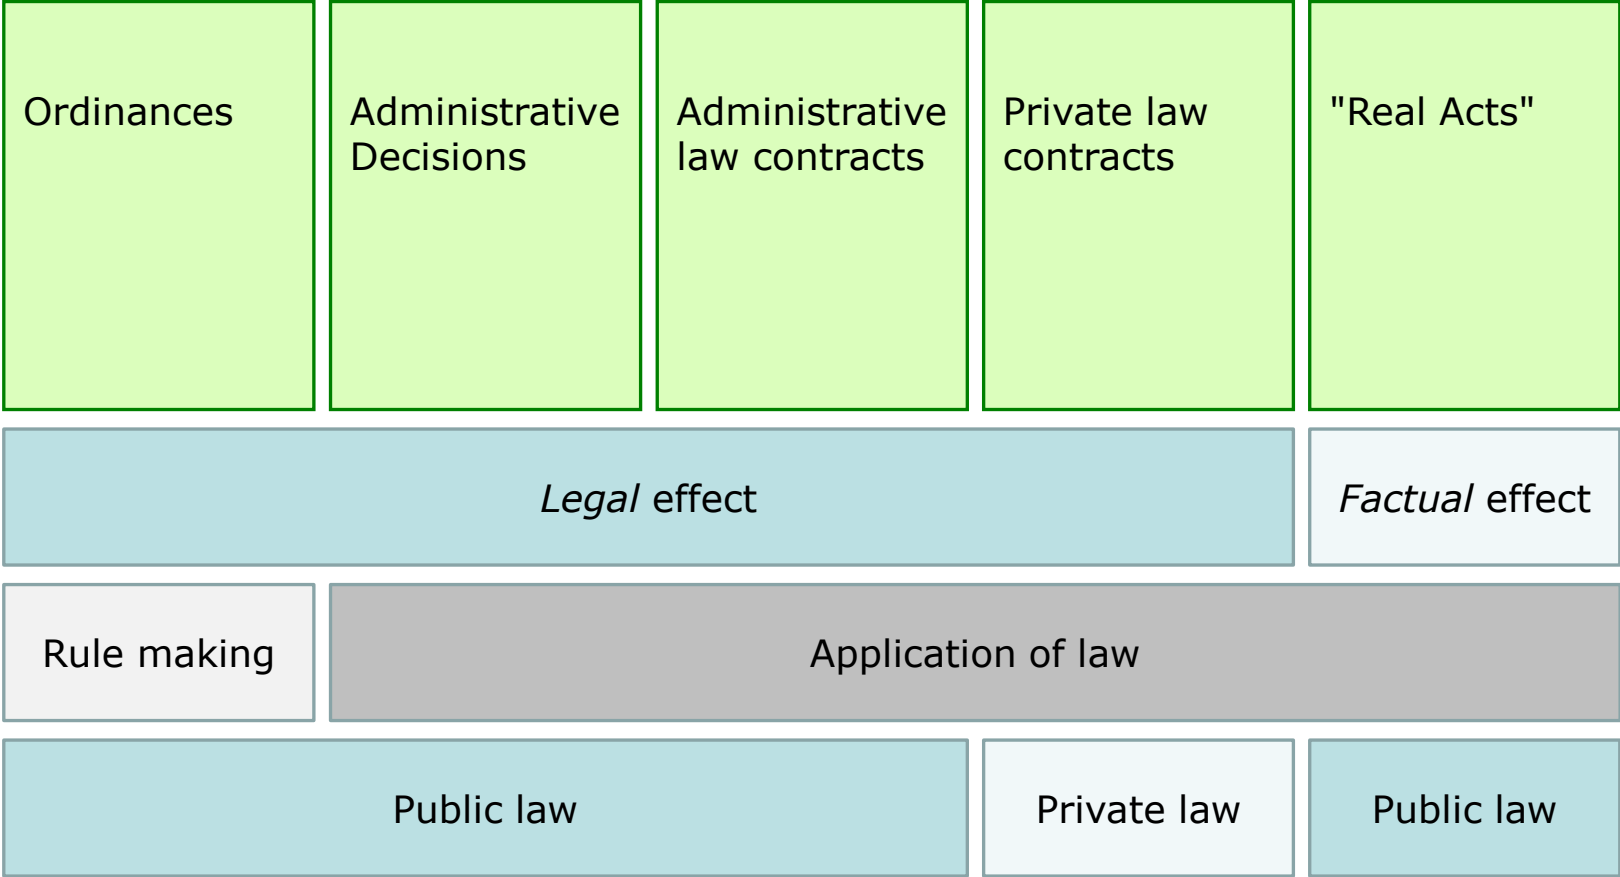 Ordinances
Administrative
Decisions
Administrative
law contracts
Private law
contracts
"Real Acts"
Legal effect
Factual effect
Rule making
Application of law
Public law
Private law
Public law